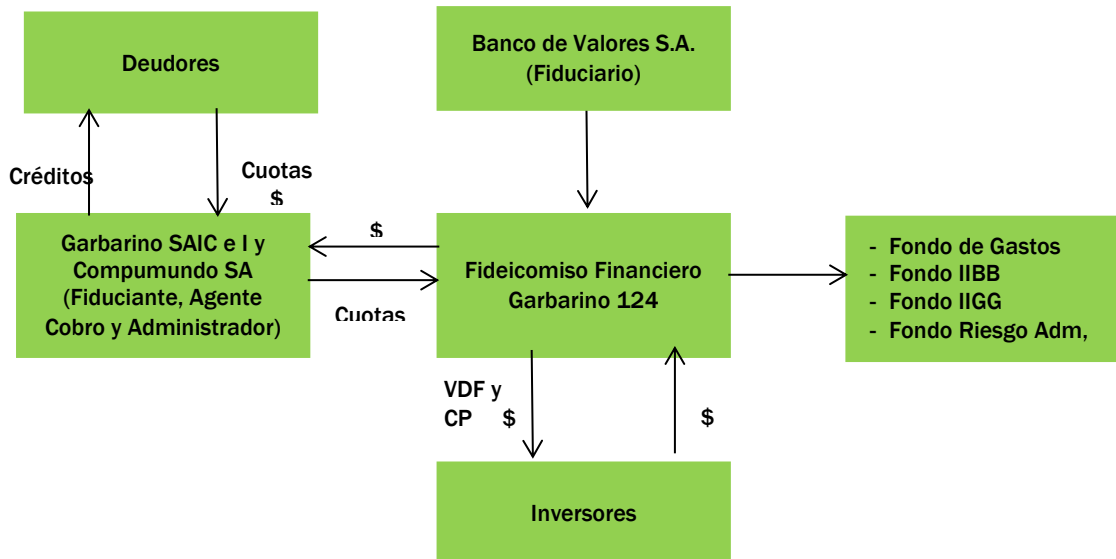 Deudores
Banco de Valores S.A.
(Fiduciario)
Créditos
Cuotas
$
Garbarino SAIC e I y
Compumundo SA
(Fiduciante, Agente
Cobro y Administrador)
$
Cuotas
Fideicomiso Financiero
Garbarino 124
- Fondo de Gastos
- Fondo IIBB
- Fondo IIGG
- Fondo Riesgo Adm,
VDF y
CP $
$
Inversores